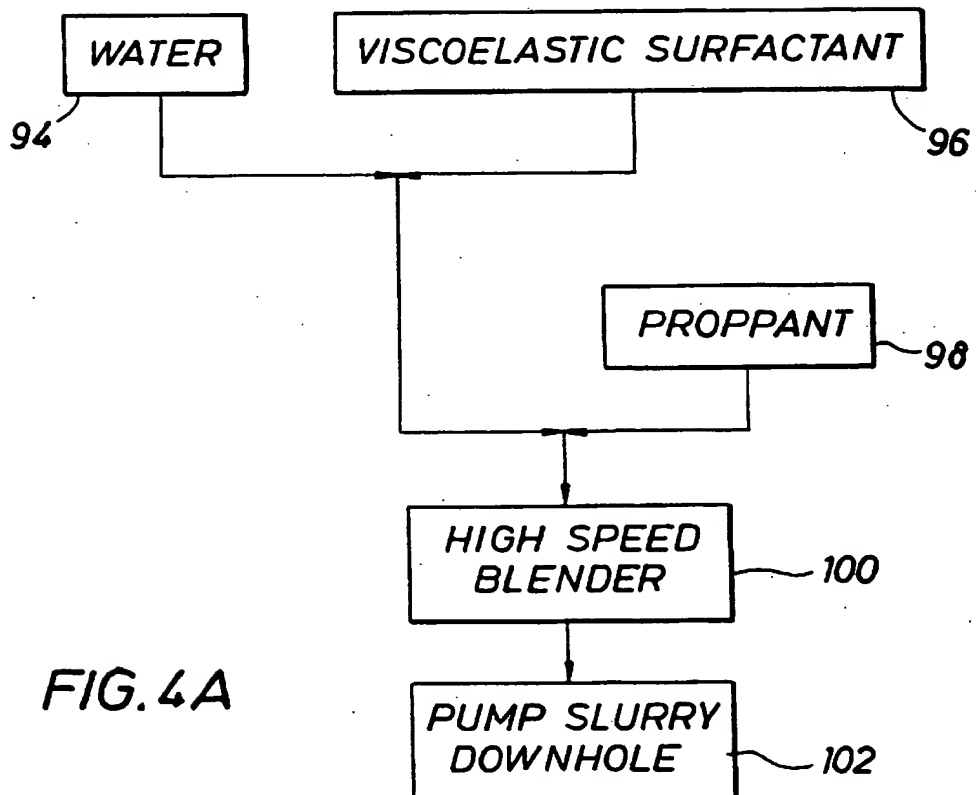 WATER
VISCOELASTIC SURFACTANT
94
96
PROPPANT
98
HIGH SPEED
BLENDER
100
FIG. 4A
PUMP SLURRY
DOWNHOLE
102